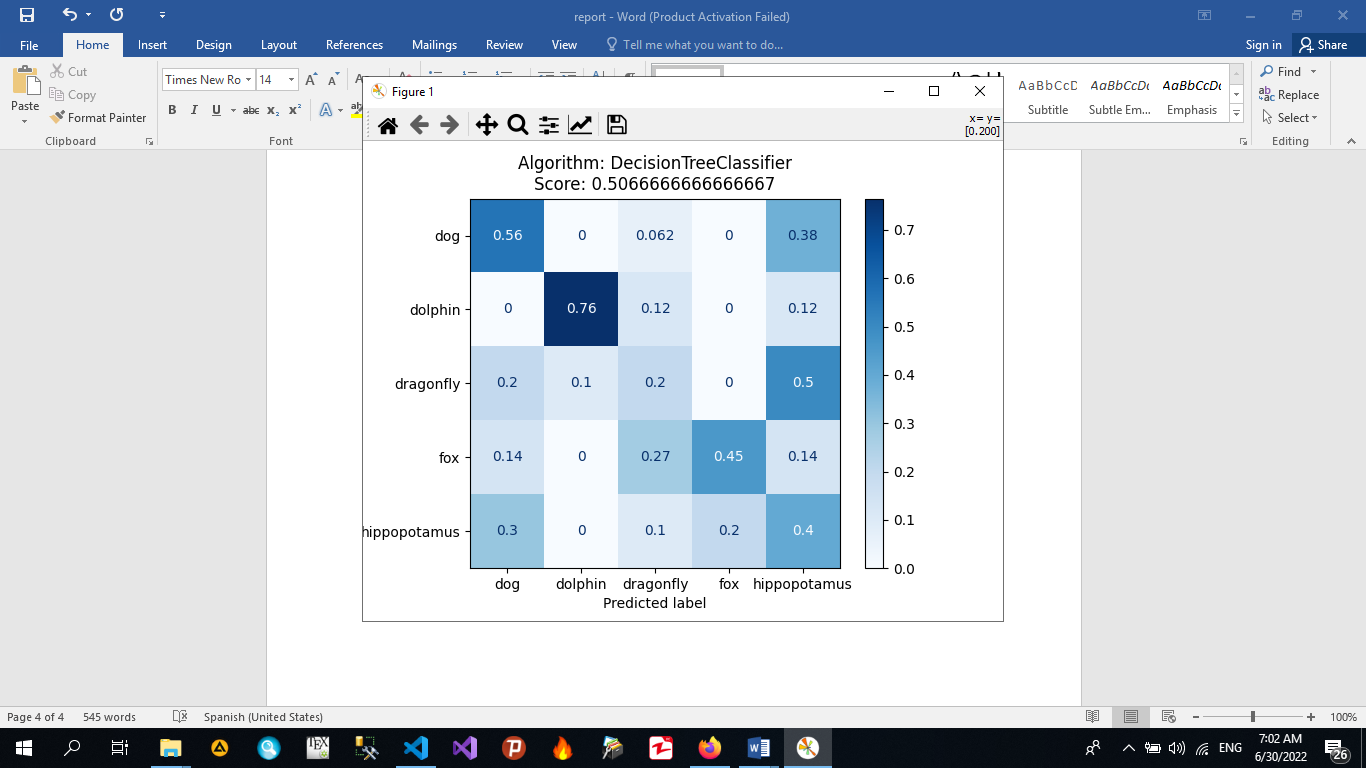 report - Word (Product Activation Failed)
File Home Insert Design Layout References Mailings Review View Tell me what you want to do... Sign in Share
Paste
Cut
Copy
Format Painter
Clipboard
Times New Ro 14
B I U abc x₂ x²
Font
AaBbCcD AaBbCcDc AaBbCcDc
Subtitle Subtle Em... Emphasis
Find
Replace
Select
Editing
Figure 1
x= y=
[0.200]
Algorithm: DecisionTreeClassifier
Score: 0.5066666666666667
dog 0.56 0 0.062 0 0.38
dolphin 0 0.76 0.12 0 0.12
dragonfly 0.2 0.1 0.2 0 0.5
fox 0.14 0 0.27 0.45 0.14
hippopotamus 0.3 0 0.1 0.2 0.4
dog dolphin dragonfly fox hippopotamus
Predicted label
0.7
0.6
0.5
0.4
0.3
0.2
0.1
0.0
Page 4 of 4 545 words Spanish (United States) 100%
ENG
7:02 AM
6/30/2022
26